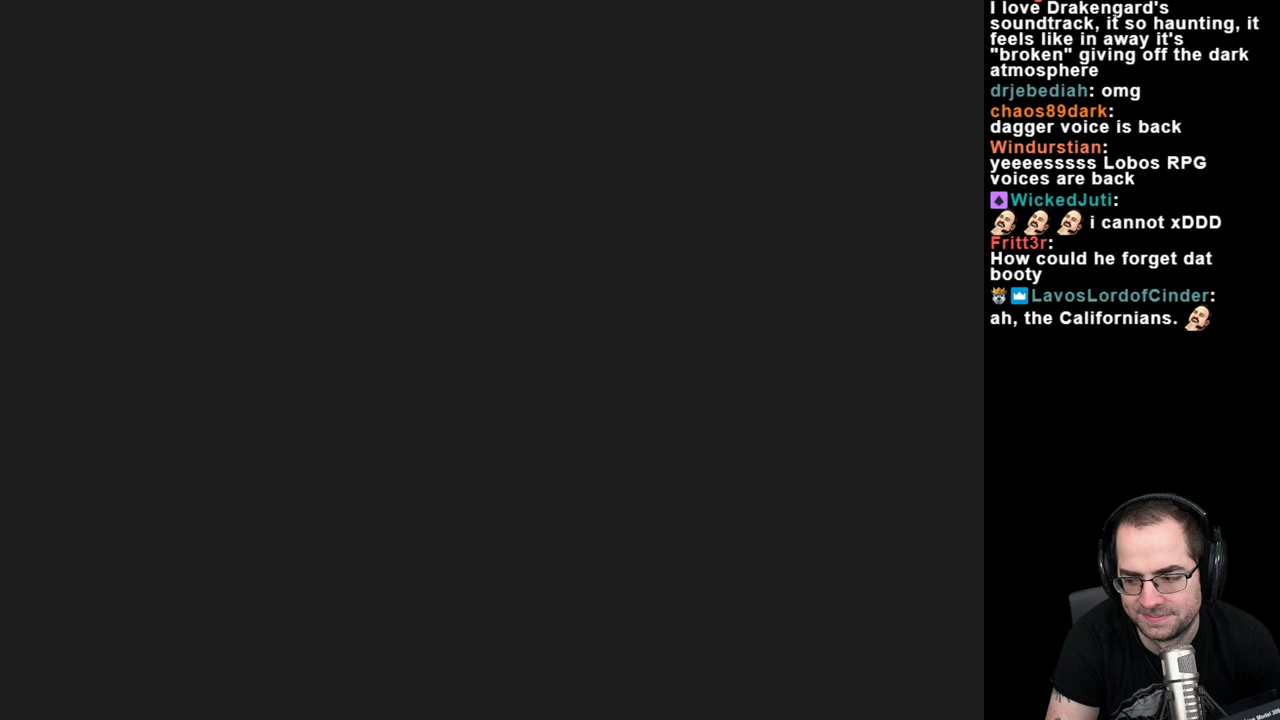 I love Drakengard's
soundtrack, it so haunting, it
feels like in away it's
"broken" giving off the dark
atmosphere
drjebediah: omg
chaos89dark:
dagger voice is back
Windurstian:
yeeeesssss Lobos RPG
voices are back
WickedJuti:
i cannot xDDD
Fritt3r:
How could he forget dat
booty
LavosLordofCinder:
ah, the Californians.